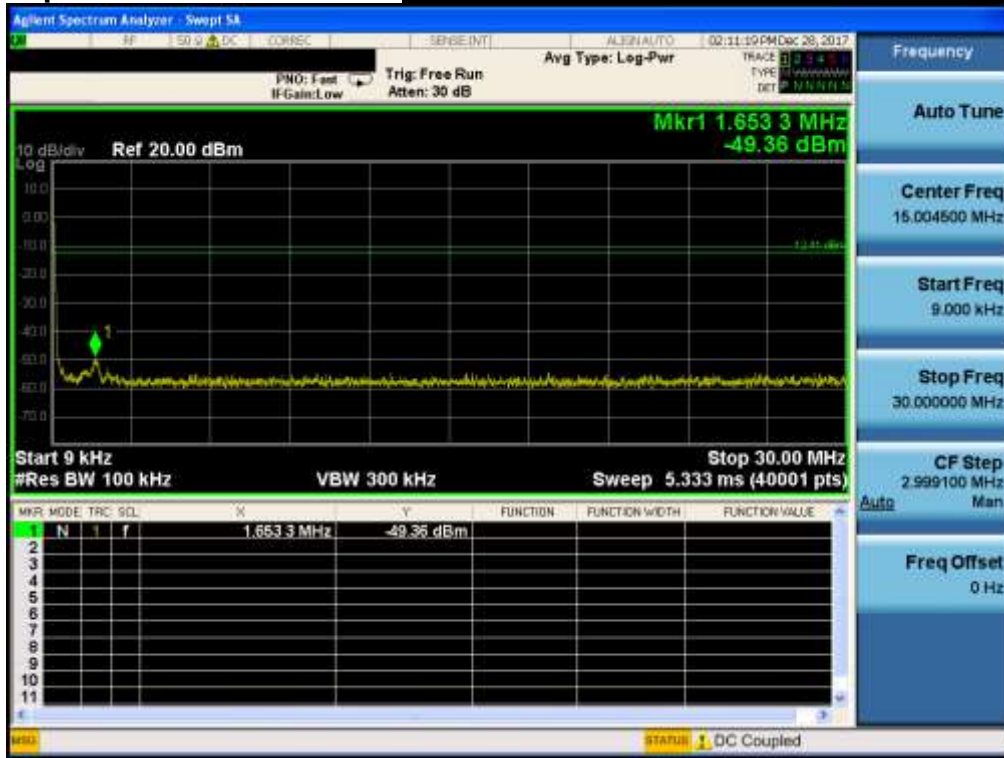 Agilent Spectrum Analyzer - Swept SA
RF 50 Ω DC CORREC SENSE:INT ALIGN AUTO 02:11:19 PM Dec 28, 2017
PNO: Fast Trig: Free Run Avg Type: Log-Pwr TRACE 1 2 3 4 5 6
IFGain:Low Atten: 30 dB TYPE
DET P N N N N N
Mkr1 1.653 3 MHz
10 dB/div Ref 20.00 dBm -49.36 dBm
Log
10.0
0.00
-10.0
-20.0
-30.0
-40.0
-50.0
-60.0
-70.0
1
Start 9 kHz Stop 30.00 MHz
#Res BW 100 kHz VBW 300 kHz Sweep 5.333 ms (40001 pts)
MKR MODE TRC SCL X Y FUNCTION FUNCTION WIDTH FUNCTION VALUE
1 N 1 f 1.653 3 MHz -49.36 dBm
2
3
4
5
6
7
8
9
10
11
MSG STATUS DC Coupled
Frequency
Auto Tune
Center Freq
15.004500 MHz
Start Freq
9.000 kHz
Stop Freq
30.000000 MHz
CF Step
2.999100 MHz
Auto Man
Freq Offset
0 Hz